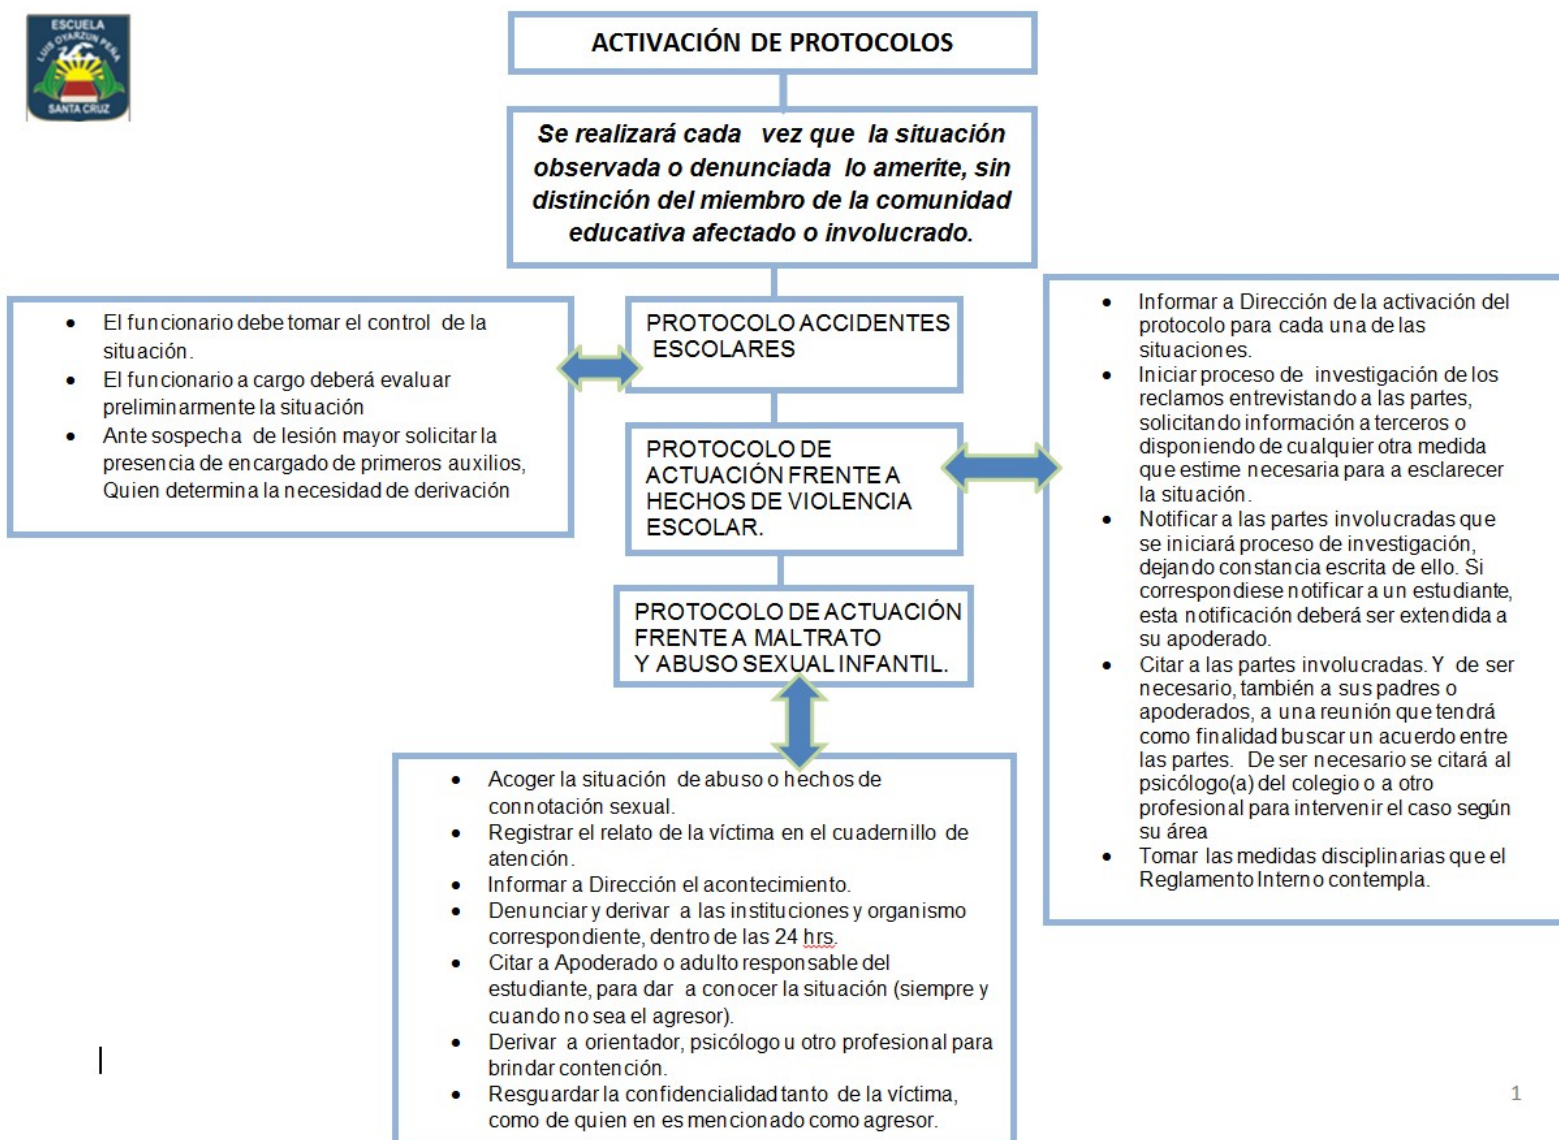 ESCUELA
LUIS OYARZUN PEÑA
SANTA CRUZ
ACTIVACIÓN DE PROTOCOLOS
Se realizará cada vez que la situación
observada o denunciada lo amerite, sin
distinción del miembro de la comunidad
educativa afectado o involucrado.
PROTOCOLO ACCIDENTES
ESCOLARES
• El funcionario debe tomar el control de la
situación.
• El funcionario a cargo deberá evaluar
preliminarmente la situación
• Ante sospecha de lesión mayor solicitar la
presencia de encargado de primeros auxilios,
Quien determina la necesidad de derivación
PROTOCOLO DE
ACTUACIÓN FRENTE A
HECHOS DE VIOLENCIA
ESCOLAR.
• Informar a Dirección de la activación del
protocolo para cada una de las
situaciones.
• Iniciar proceso de investigación de los
reclamos entrevistando a las partes,
solicitando información a terceros o
disponiendo de cualquier otra medida
que estime necesaria para a esclarecer
la situación.
• Notificar a las partes involucradas que
se iniciará proceso de investigación,
dejando constancia escrita de ello. Si
correspondiese notificar a un estudiante,
esta notificación deberá ser extendida a
su apoderado.
• Citar a las partes involucradas. Y de ser
necesario, también a sus padres o
apoderados, a una reunión que tendrá
como finalidad buscar un acuerdo entre
las partes. De ser necesario se citará al
psicólogo(a) del colegio o a otro
profesional para intervenir el caso según
su área
• Tomar las medidas disciplinarias que el
Reglamento Interno contempla.
PROTOCOLO DE ACTUACIÓN
FRENTE A MALTRATO
Y ABUSO SEXUAL INFANTIL.
• Acoger la situación de abuso o hechos de
connotación sexual.
• Registrar el relato de la víctima en el cuadernillo de
atención.
• Informar a Dirección el acontecimiento.
• Denunciar y derivar a las instituciones y organismo
correspondiente, dentro de las 24 hrs.
• Citar a Apoderado o adulto responsable del
estudiante, para dar a conocer la situación (siempre y
cuando no sea el agresor).
• Derivar a orientador, psicólogo u otro profesional para
brindar contención.
• Resguardar la confidencialidad tanto de la víctima,
como de quien en es mencionado como agresor.
1